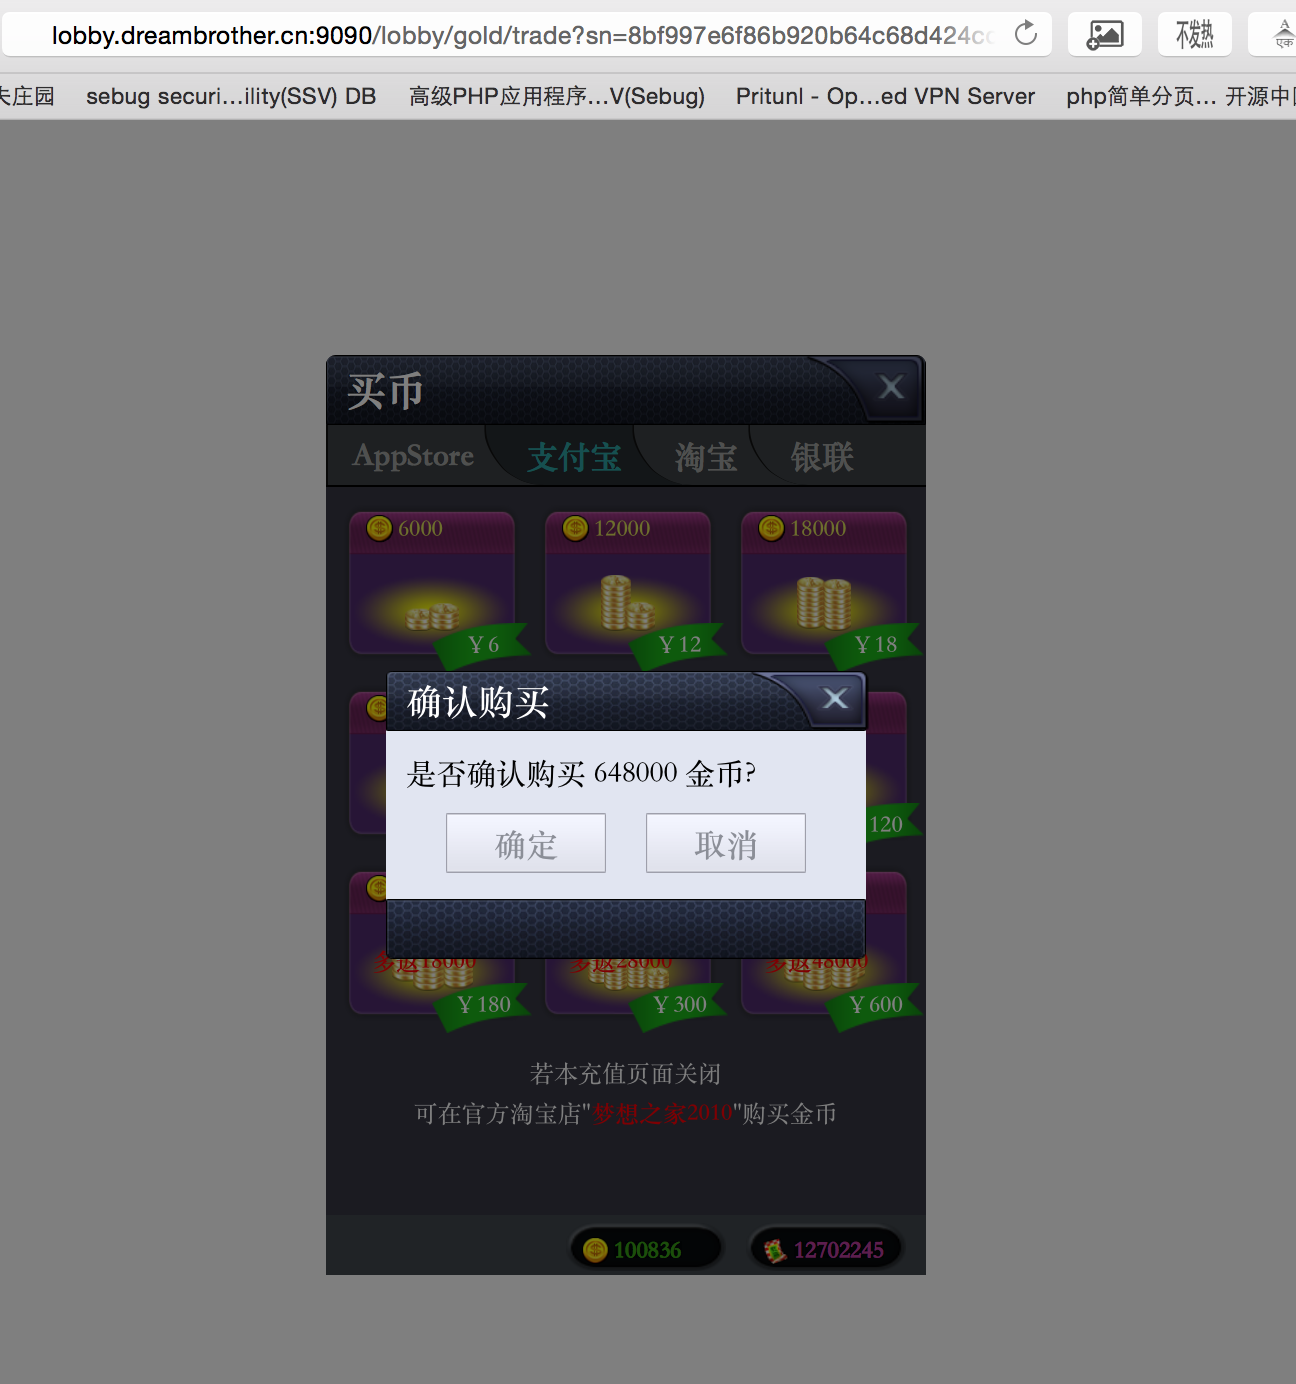 lobby.dreambrother.cn:9090/lobby/gold/trade?sn=8bf997e6f86b920b64c68d424c
不发热
A
एक
庄园 sebug securi...ility(SSV) DB 高级PHP应用程序...V(Sebug) Pritunl - Op...ed VPN Server php简单分页... 开源中
买币
AppStore 支付宝 淘宝 银联
6000 12000 18000
¥6 ¥12 ¥18
确认购买
是否确认购买 648000 金币?
120
确定 取消
多返18000 多返28000 多返48000
¥180 ¥300 ¥600
若本充值页面关闭
可在官方淘宝店"梦想之家2010"购买金币
100836 12702245